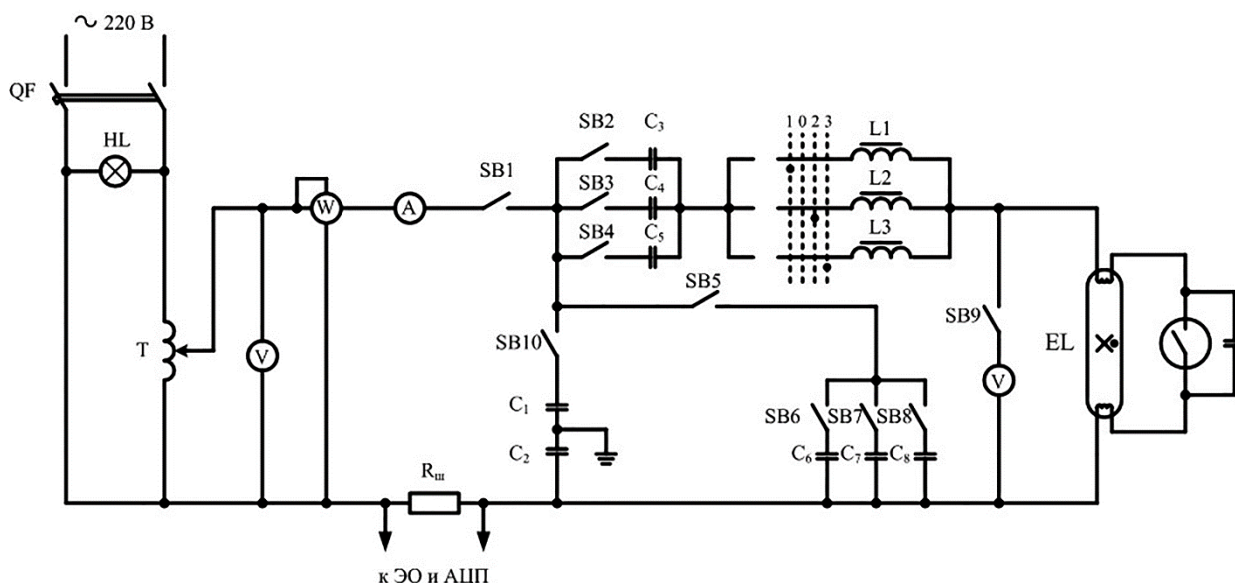 ~ 220 В
QF
HL
SB2
C₃
1 0 2 3
L1
SB1
SB3
C₄
L2
W
A
SB4
C₅
L3
SB5
T
V
SB10
SB9
EL
V
C₁
SB6
SB7
SB8
C₂
C₆
C₇
C₈
Rш
к ЭО и АЦП